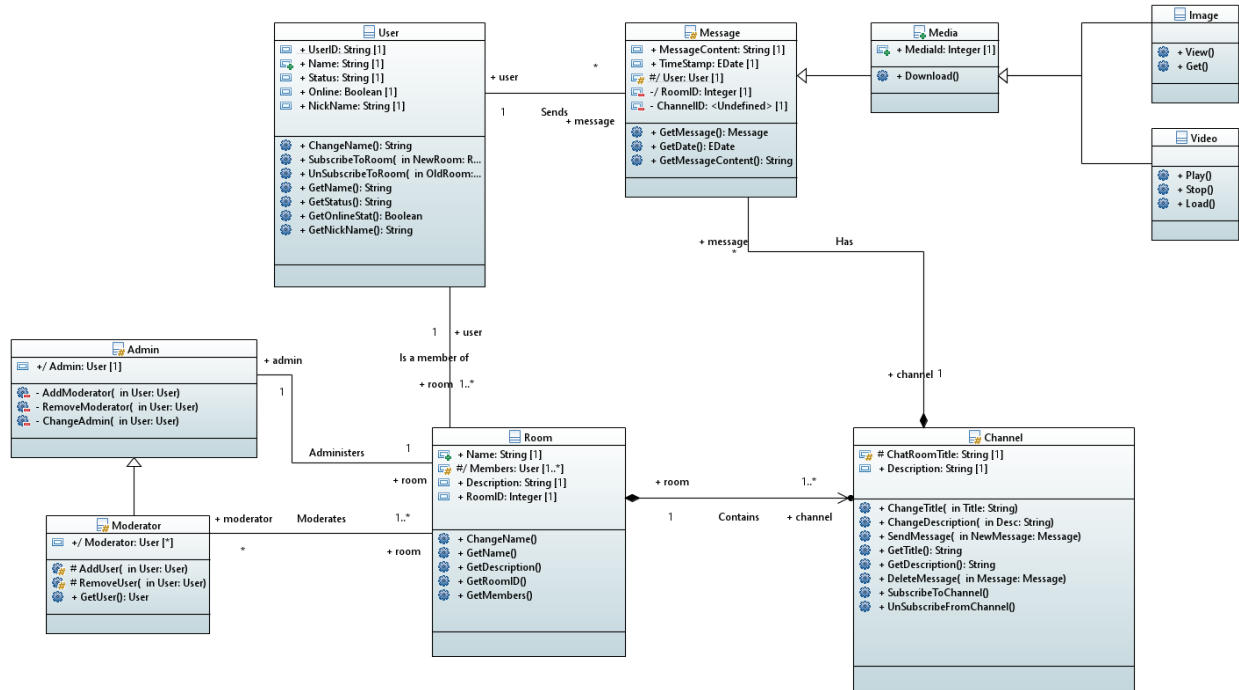 User
+ UserID: String [1]
+ Name: String [1]
+ Status: String [1]
+ Online: Boolean [1]
+ NickName: String [1]
+ ChangeName(): String
+ SubscribeToRoom( in NewRoom: R...
+ UnSubscribeToRoom( in OldRoom:...
+ GetName(): String
+ GetStatus(): String
+ GetOnlineStat(): Boolean
+ GetNickName(): String
+ user
*
1
Sends
+ message
Message
+ MessageContent: String [1]
+ TimeStamp: EDate [1]
#/ User: User [1]
-/ RoomID: Integer [1]
- ChannelID: <Undefined> [1]
+ GetMessage(): Message
+ GetDate(): EDate
+ GetMessageContent(): String
Media
+ MediaId: Integer [1]
+ Download()
Image
+ View()
+ Get()
Video
+ Play()
+ Stop()
+ Load()
+ message
*
Has
+ channel 1
1
+ user
Is a member of
+ room 1..*
Admin
+/ Admin: User [1]
- AddModerator( in User: User)
- RemoveModerator( in User: User)
- ChangeAdmin( in User: User)
+ admin
1
Administers
1
+ room
Moderator
+/ Moderator: User [*]
# AddUser( in User: User)
# RemoveUser( in User: User)
+ GetUser(): User
+ moderator
Moderates
1..*
*
+ room
Room
+ Name: String [1]
#/ Members: User [1..*]
+ Description: String [1]
+ RoomID: Integer [1]
+ ChangeName()
+ GetName()
+ GetDescription()
+ GetRoomID()
+ GetMembers()
+ room
1..*
1
Contains
+ channel
Channel
# ChatRoomTitle: String [1]
+ Description: String [1]
+ ChangeTitle( in Title: String)
+ ChangeDescription( in Desc: String)
+ SendMessage( in NewMessage: Message)
+ GetTitle(): String
+ GetDescription(): String
+ DeleteMessage( in Message: Message)
+ SubscribeToChannel()
+ UnSubscribeFromChannel()